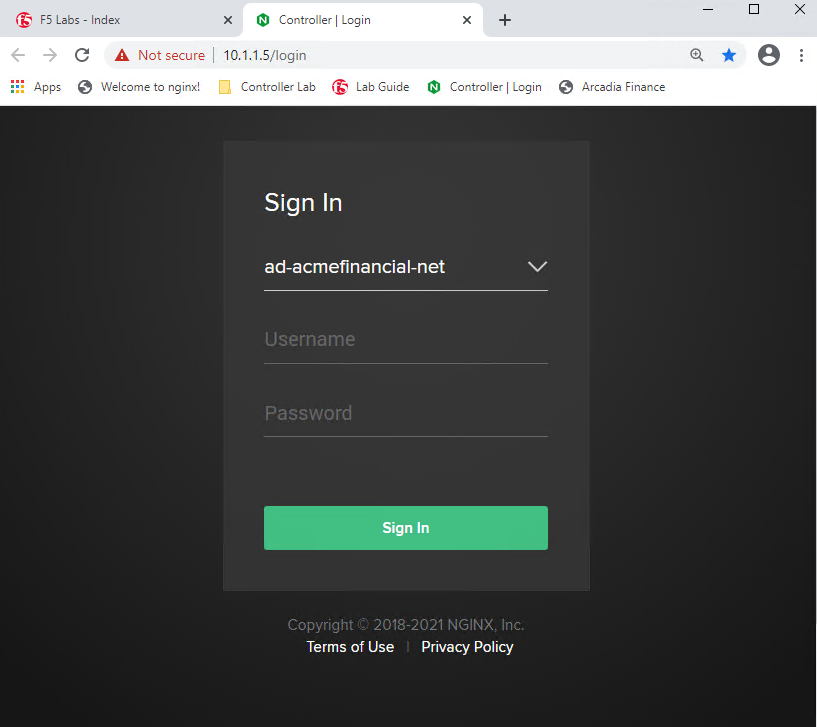 F5 Labs - Index
Controller | Login
Not secure | 10.1.1.5/login
Apps Welcome to nginx! Controller Lab Lab Guide Controller | Login Arcadia Finance
Sign In
ad-acmefinancial-net
Username
Password
Sign In
Copyright © 2018-2021 NGINX, Inc.
Terms of Use | Privacy Policy